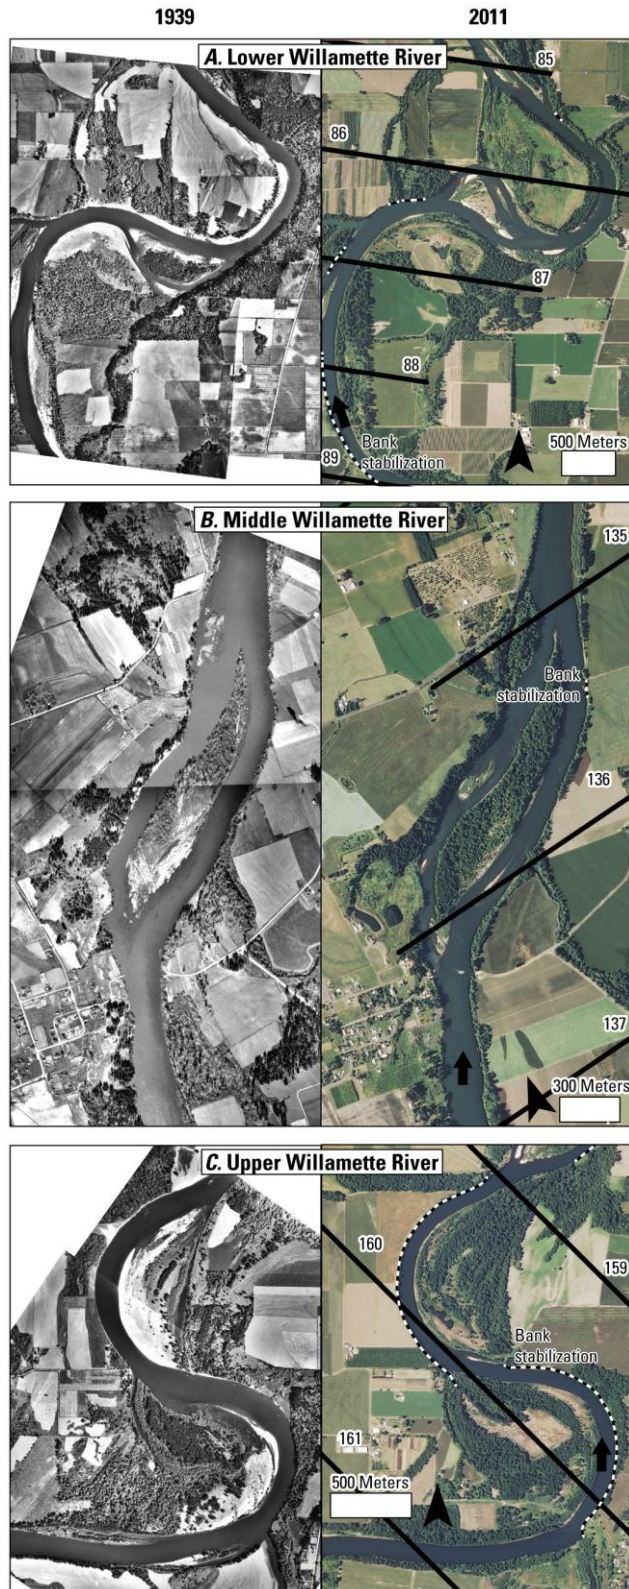 1939
2011
A. Lower Willamette River
85
86
87
88
89
Bank
stabilization
500 Meters
B. Middle Willamette River
135
Bank
stabilization
136
137
300 Meters
C. Upper Willamette River
160
159
Bank
stabilization
161
500 Meters